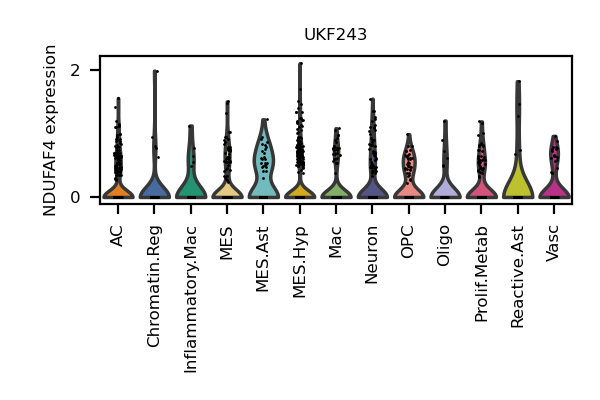 UKF243
NDUFAF4 expression
2
0
AC
Chromatin.Reg
Inflammatory.Mac
MES
MES.Ast
MES.Hyp
Mac
Neuron
OPC
Oligo
Prolif.Metab
Reactive.Ast
Vasc